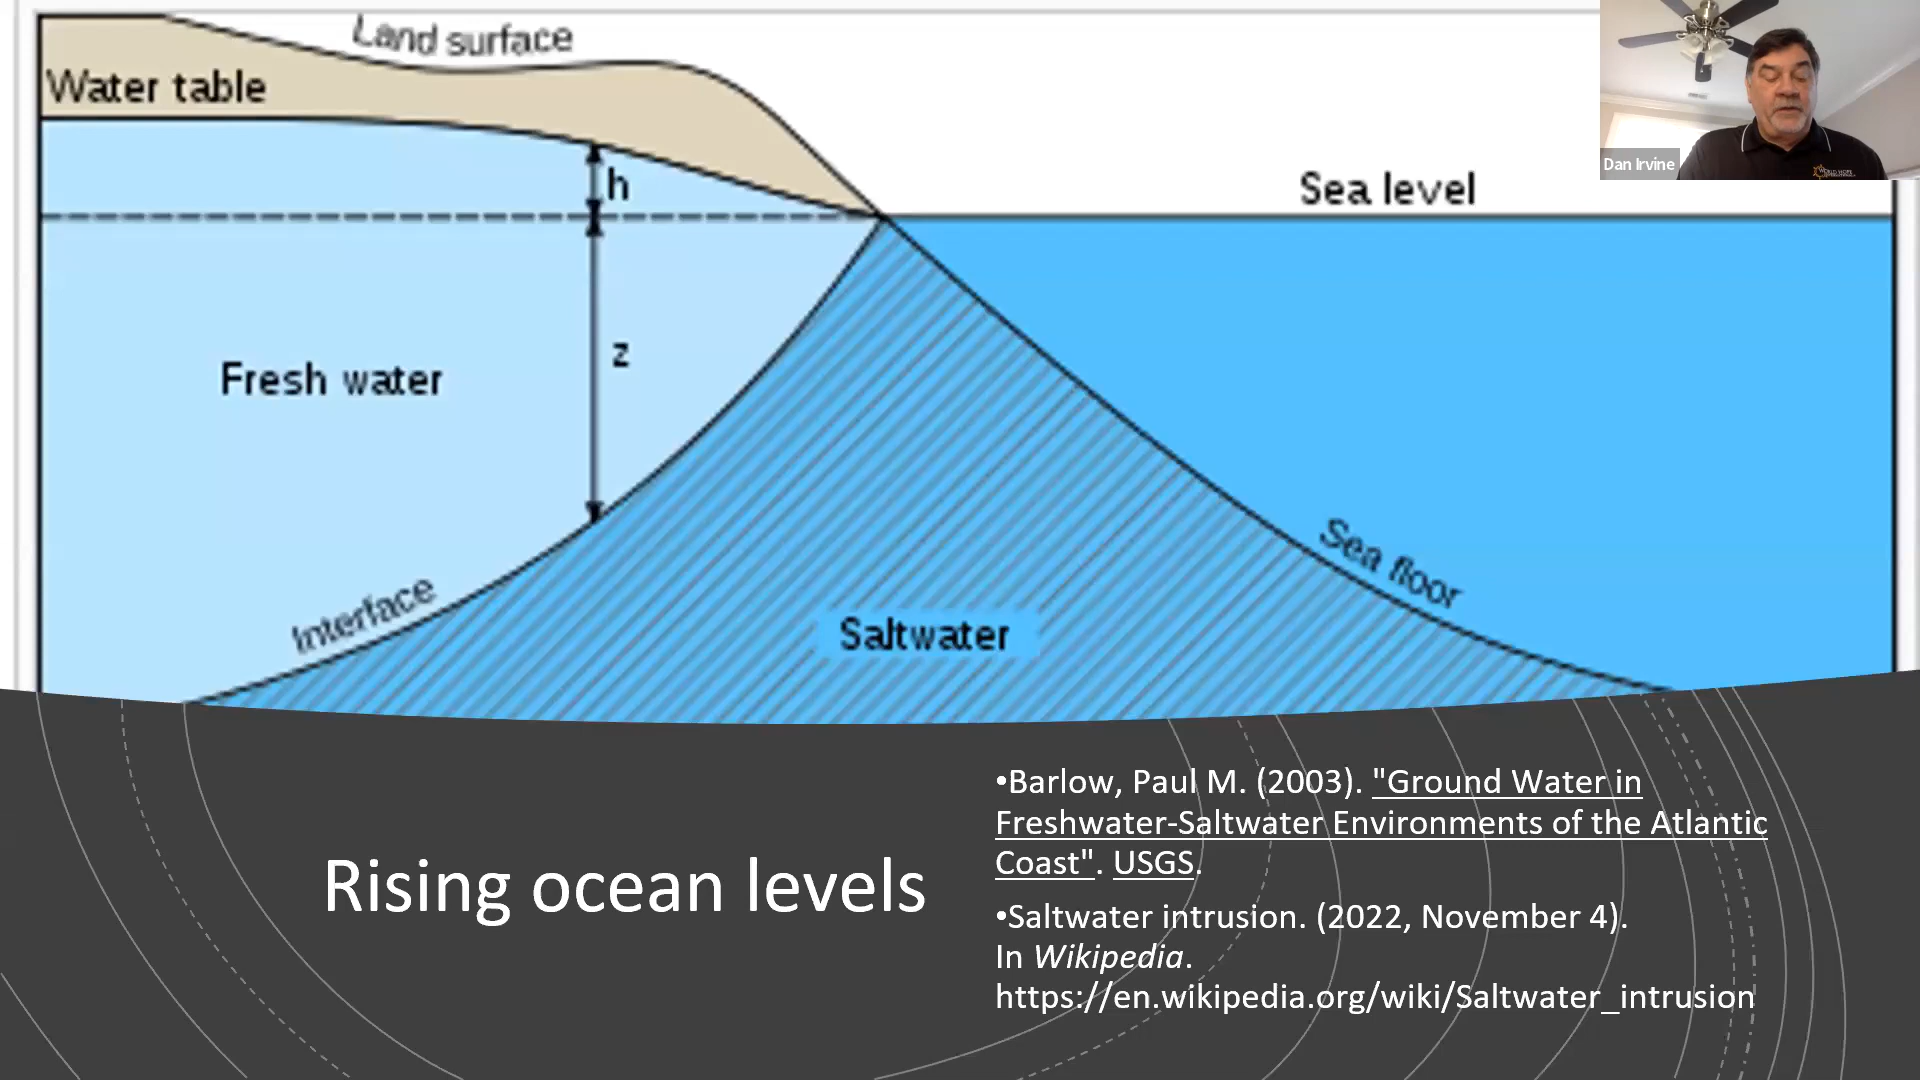 Land surface
Water table
h
Sea level
z
Fresh water
Interface
Sea floor
Saltwater
Dan Irvine
Rising ocean levels
•Barlow, Paul M. (2003). "Ground Water in
Freshwater-Saltwater Environments of the Atlantic
Coast". USGS.
•Saltwater intrusion. (2022, November 4).
In Wikipedia.
https://en.wikipedia.org/wiki/Saltwater_intrusion